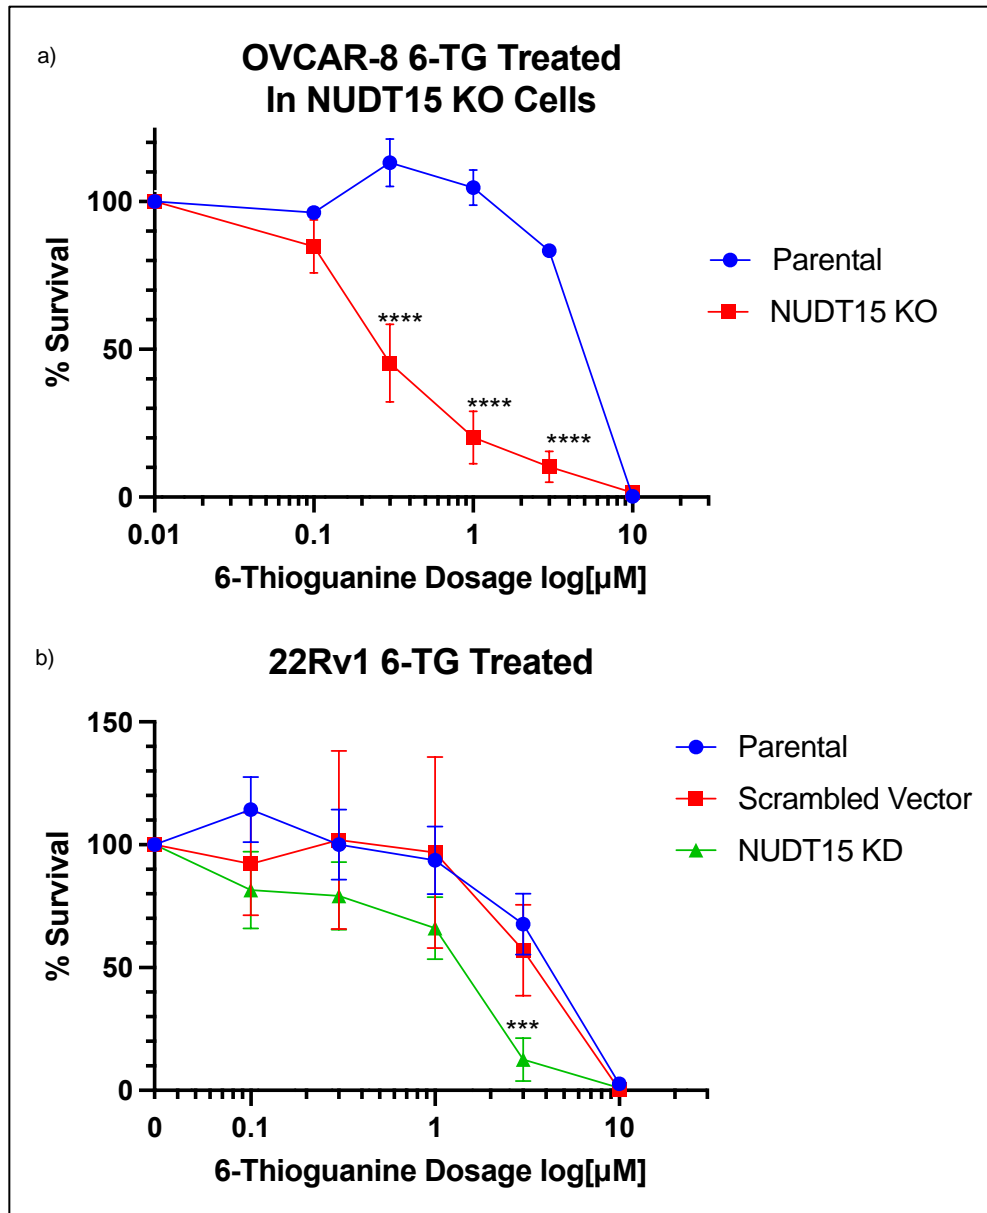 a)
OVCAR-8 6-TG Treated
In NUDT15 KO Cells
100
50
0
% Survival
****
****
****
Parental
NUDT15 KO
0.01 0.1 1 10
6-Thioguanine Dosage log[µM]
b)
22Rv1 6-TG Treated
150
100
50
0
% Survival
***
Parental
Scrambled Vector
NUDT15 KD
0 0.1 1 10
6-Thioguanine Dosage log[µM]